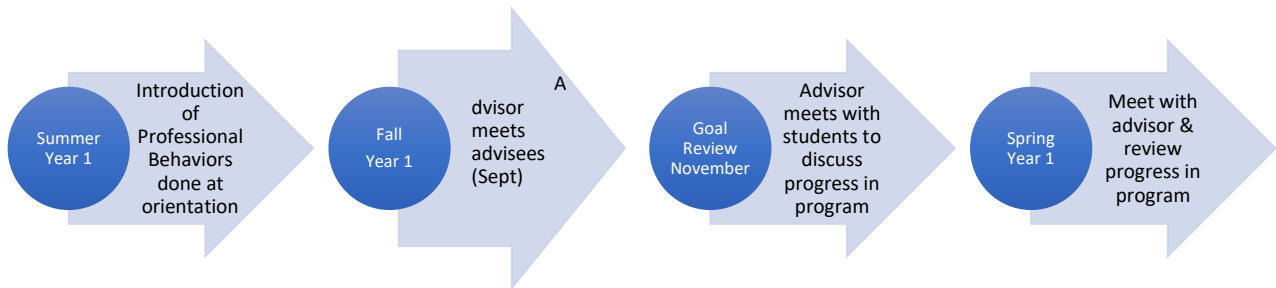 Summer
Year 1
Introduction
of
Professional
Behaviors
done at
orientation
Fall
Year 1
A
dvisor
meets
advisees
(Sept)
Goal
Review
November
Advisor
meets with
students to
discuss
progress in
program
Spring
Year 1
Meet with
advisor &
review
progress in
program